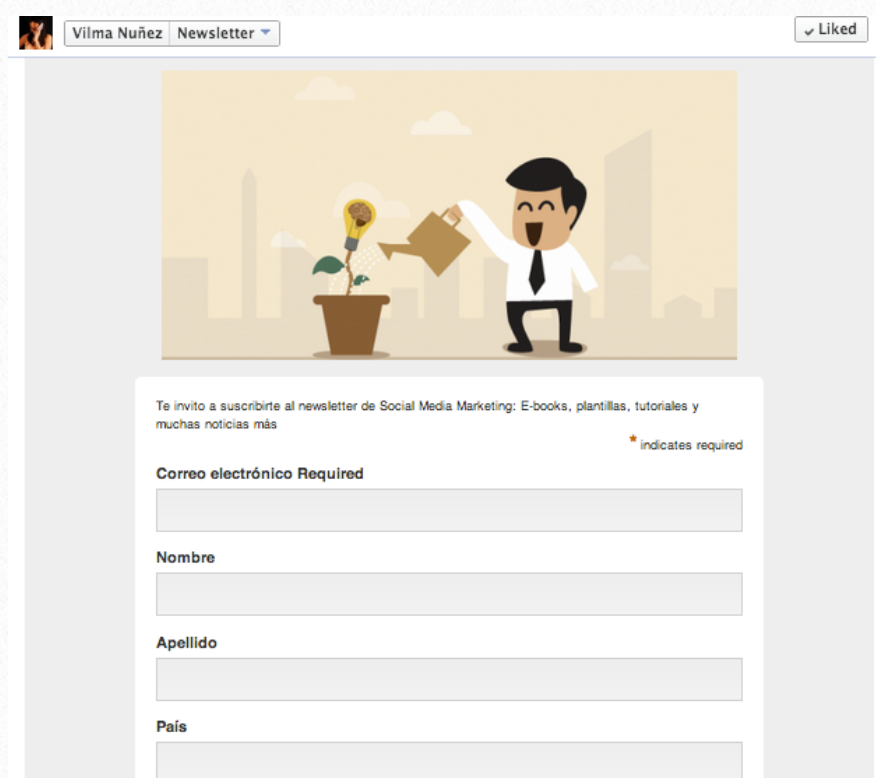 Vilma Nuñez Newsletter Liked
Te invito a suscribirte al newsletter de Social Media Marketing: E-books, plantillas, tutoriales y
muchas noticias más
* indicates required
Correo electrónico Required
Nombre
Apellido
País